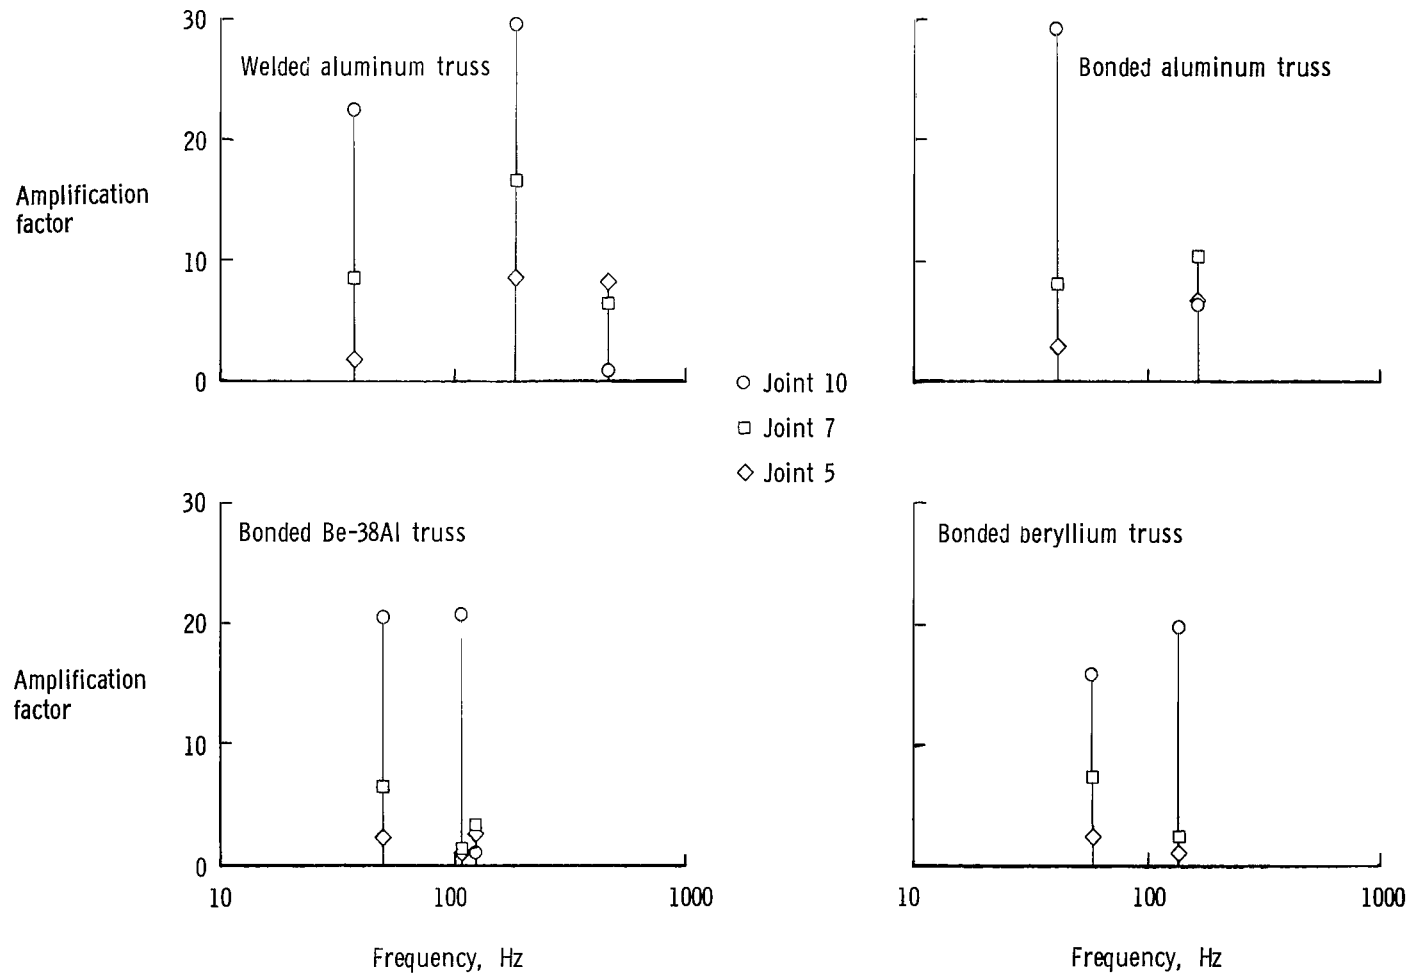 30
20
10
0
Amplification
factor
Welded aluminum truss
Bonded aluminum truss
Joint 10
Joint 7
Joint 5
30
20
10
0
Amplification
factor
Bonded Be-38Al truss
10 100 1000
Frequency, Hz
Bonded beryllium truss
10 100 1000
Frequency, Hz